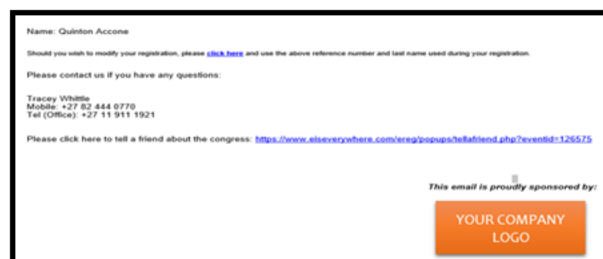 Name: Quinton Accone
Should you wish to modify your registration, please click here and use the above reference number and last name used during your registration.
Please contact us if you have any questions:
Tracey Whittle
Mobile: +27 82 444 0770
Tel (Office): +27 11 911 1921
Please click here to tell a friend about the congress: https://www.eiseverywhere.com/ereg/popups/tellafriend.php?eventid=126575
This email is proudly sponsored by:
YOUR COMPANY
LOGO